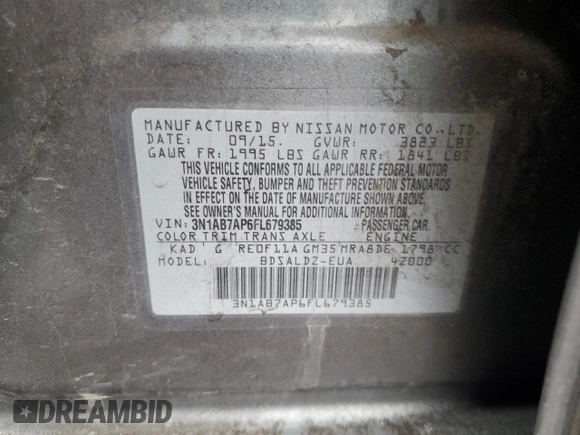 MANUFACTURED BY NISSAN MOTOR CO.,LTD.
DATE: 09/15. GVWR: 3823 LBS
GAWR FR: 1995 LBS GAWR RR: 1841 LBS
THIS VEHICLE CONFORMS TO ALL APPLICABLE FEDERAL MOTOR
VEHICLE SAFETY, BUMPER AND THEFT PREVENTION STANDARDS
IN EFFECT ON THE DATE OF MANUFACTURE SHOWN ABOVE.
SEE OWNER'S MANUAL FOR ADDITIONAL INFORMATION.
VIN: 3N1AB7AP6FL679385 PASSENGER CAR
COLOR TRIM TRANS AXLE ENGINE
KAD G RE0F11A GM35 MRA8DE 1798 CC
MODEL: BDSALDZ-EUA 4Z000
3N1AB7AP6FL679385
DREAMBID